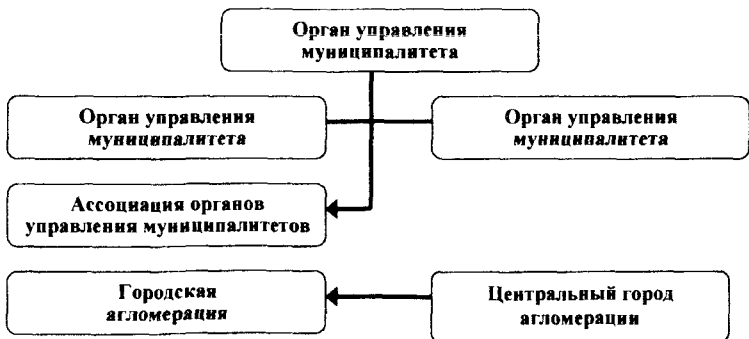 Орган управления
муниципалитета
Орган управления
муниципалитета
Орган управления
муниципалитета
Ассоциация органов
управления муниципалитетов
Городская
агломерация
Центральный город
агломерации